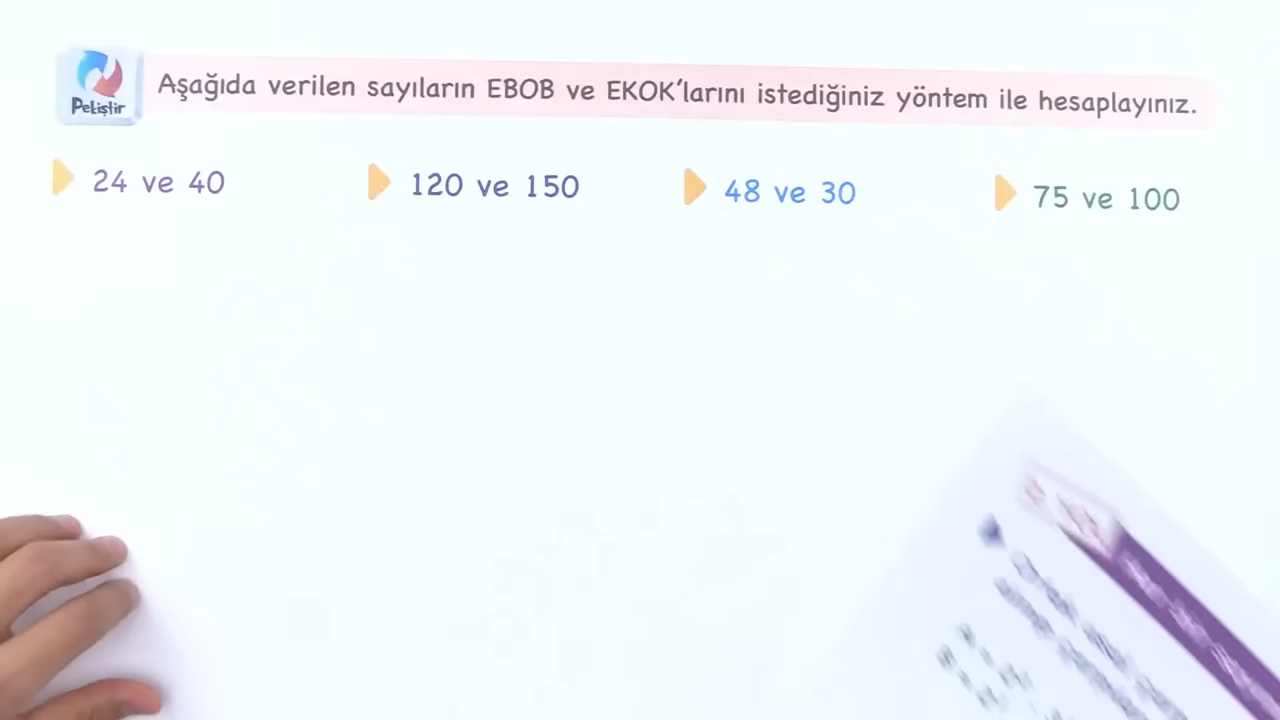 Pekiştir
Aşağıda verilen sayıların EBOB ve EKOK'larını istediğiniz yöntem ile hesaplayınız.
24 ve 40
120 ve 150
48 ve 30
75 ve 100